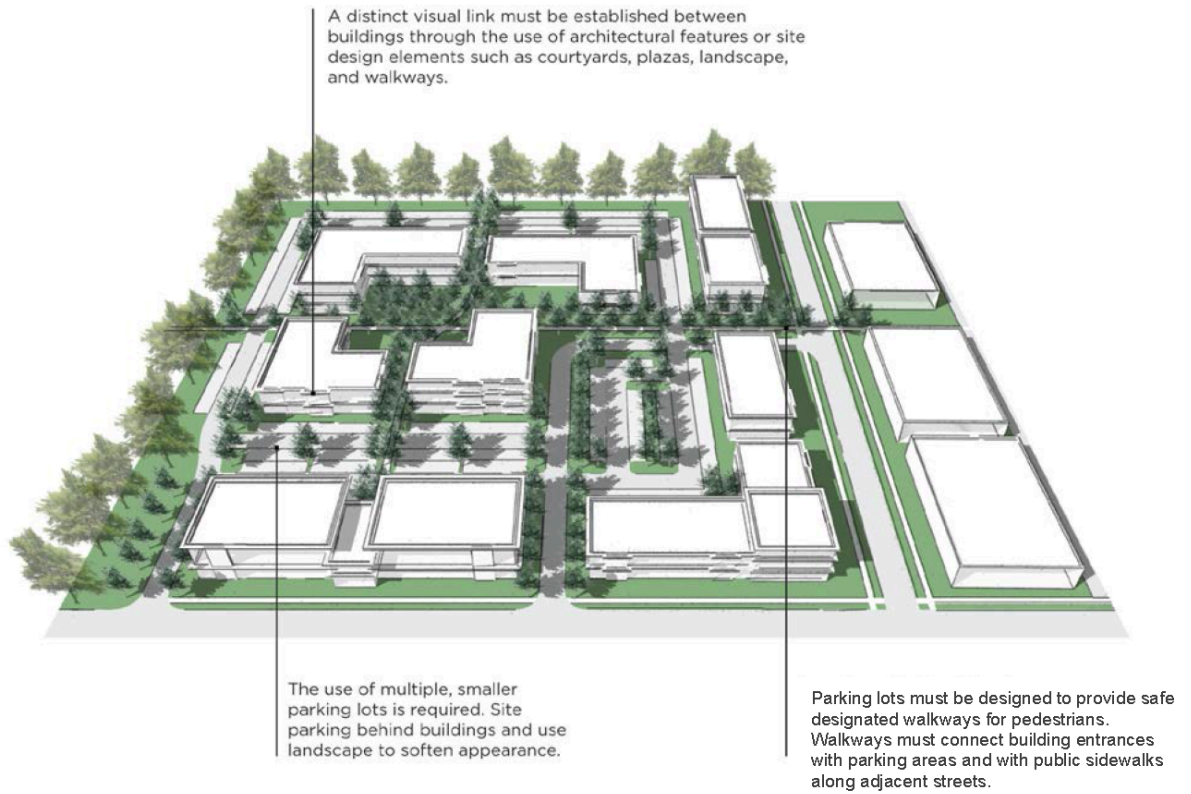 A distinct visual link must be established between
buildings through the use of architectural features or site
design elements such as courtyards, plazas, landscape,
and walkways.
The use of multiple, smaller
parking lots is required. Site
parking behind buildings and use
landscape to soften appearance.
Parking lots must be designed to provide safe
designated walkways for pedestrians.
Walkways must connect building entrances
with parking areas and with public sidewalks
along adjacent streets.